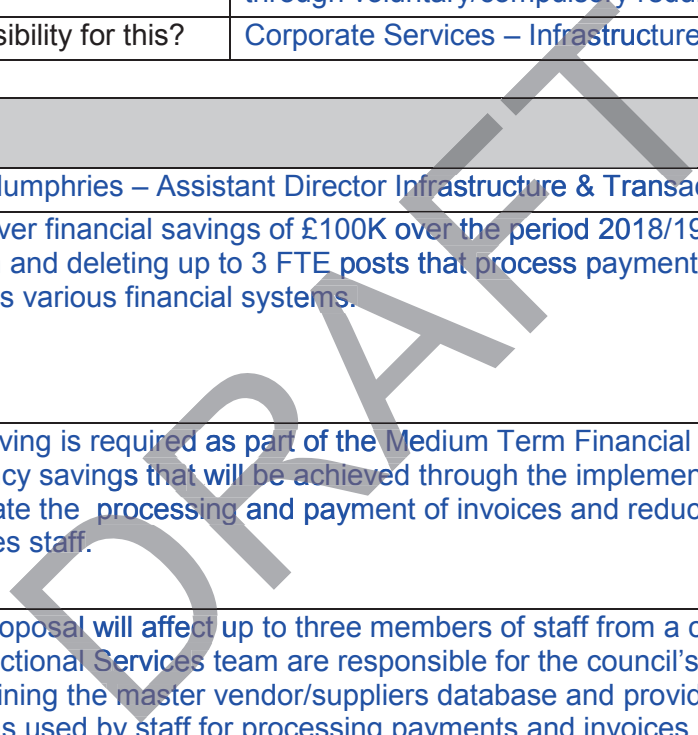 through voluntary/compulsory
sibility for this? Corporate Services – Infrastructure
Humphries – Assistant Director Infrastructure & Transac
ver financial savings of £100K over the period 2018/19
and deleting up to 3 FTE posts that process payment
s various financial systems.
ving is required as part of the Medium Term Financial
cy savings that will be achieved through the implemen
ate the processing and payment of invoices and reduc
es staff.
oposal will affect up to three members of staff from a c
ctional Services team are responsible for the council's
ining the master vendor/suppliers database and provid
s used by staff for processing payments and invoices
DRAFT